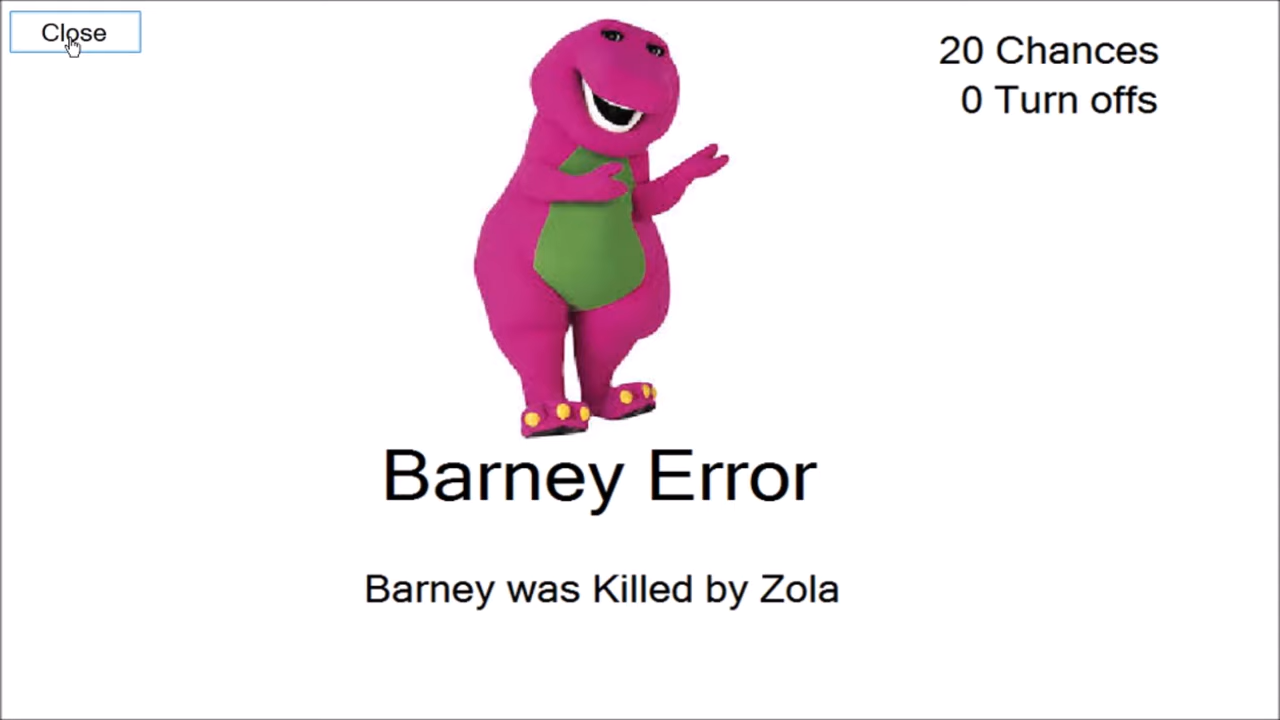 Close
20 Chances
0 Turn offs
Barney Error
Barney was Killed by Zola